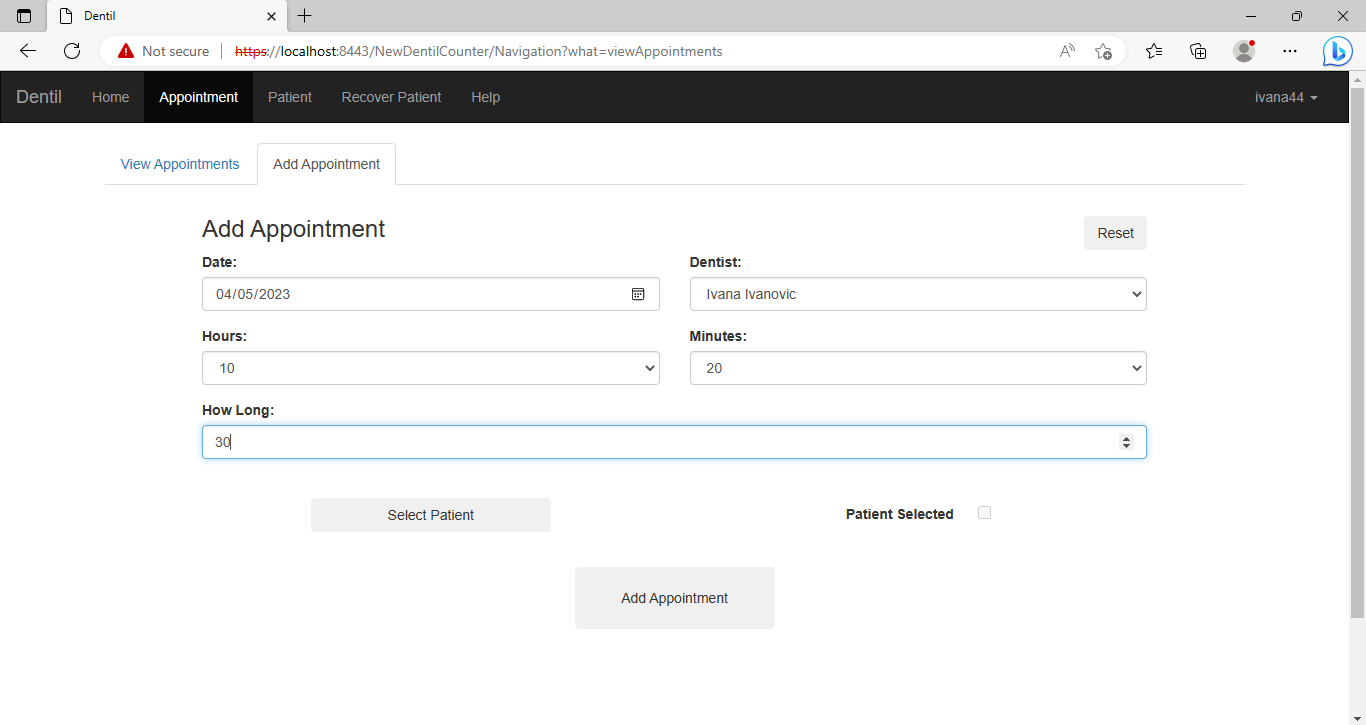 Dentil
Not secure https://localhost:8443/NewDentilCounter/Navigation?what=viewAppointments
Dentil Home Appointment Patient Recover Patient Help ivana44
View Appointments Add Appointment
Add Appointment Reset
Date: Dentist:
04/05/2023 Ivana Ivanovic
Hours: Minutes:
10 20
How Long:
30
Select Patient Patient Selected
Add Appointment